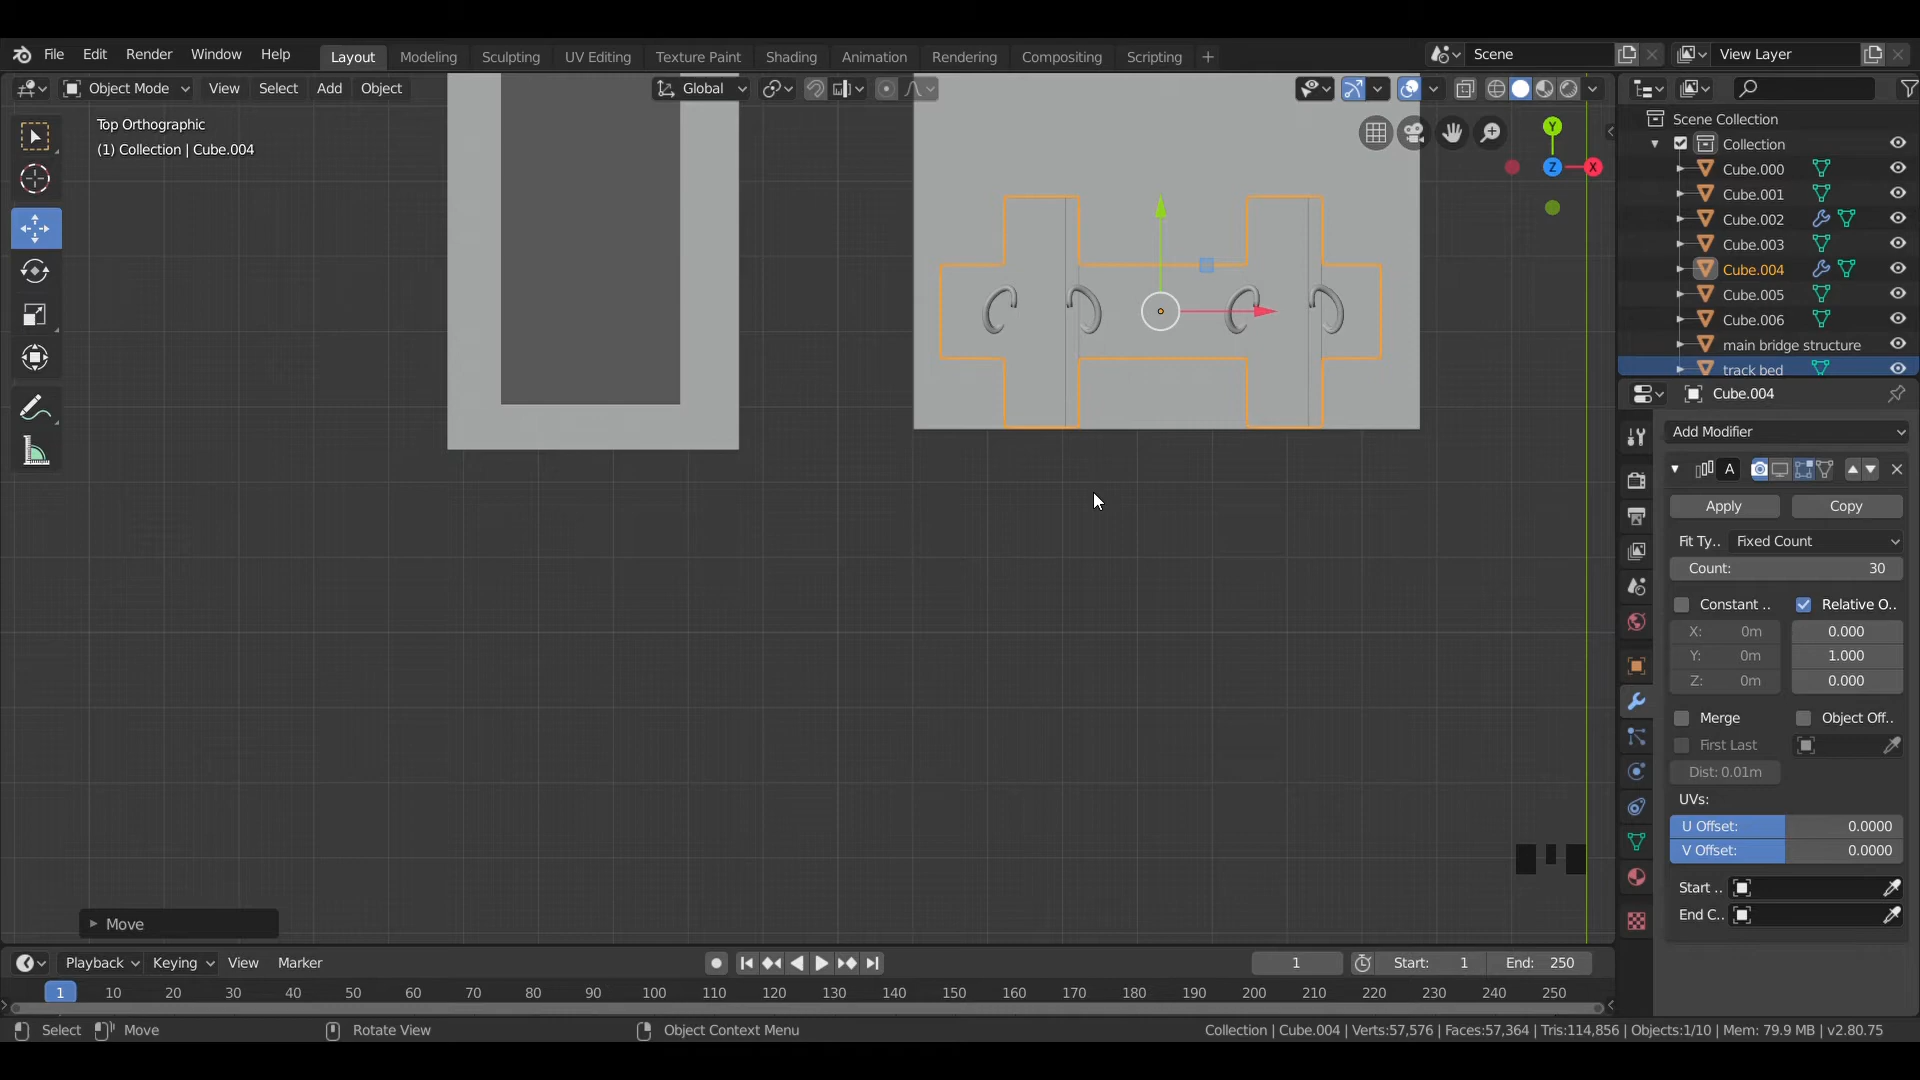 File Edit Render Window Help Layout Modeling Sculpting UV Editing Texture Paint Shading Animation Rendering Compositing Scripting + Scene View Layer
Object Mode View Select Add Object Global
Top Orthographic
(1) Collection | Cube.004
Y
Z X
Scene Collection
Collection
Cube.000
Cube.001
Cube.002
Cube.003
Cube.004
Cube.005
Cube.006
main bridge structure
track bed
Cube.004
Add Modifier
A
Apply Copy
Fit Ty.. Fixed Count
Count: 30
Constant .. Relative O..
X: 0m 0.000
Y: 0m 1.000
Z: 0m 0.000
Merge Object Off..
First Last
Dist: 0.01m
UVs:
U Offset: 0.0000
V Offset: 0.0000
Start ..
End C..
Move
Playback Keying View Marker 1 Start: 1 End: 250
1 10 20 30 40 50 60 70 80 90 100 110 120 130 140 150 160 170 180 190 200 210 220 230 240 250
Select Move Rotate View Object Context Menu Collection | Cube.004 | Verts:57,576 | Faces:57,364 | Tris:114,856 | Objects:1/10 | Mem: 79.9 MB | v2.80.75